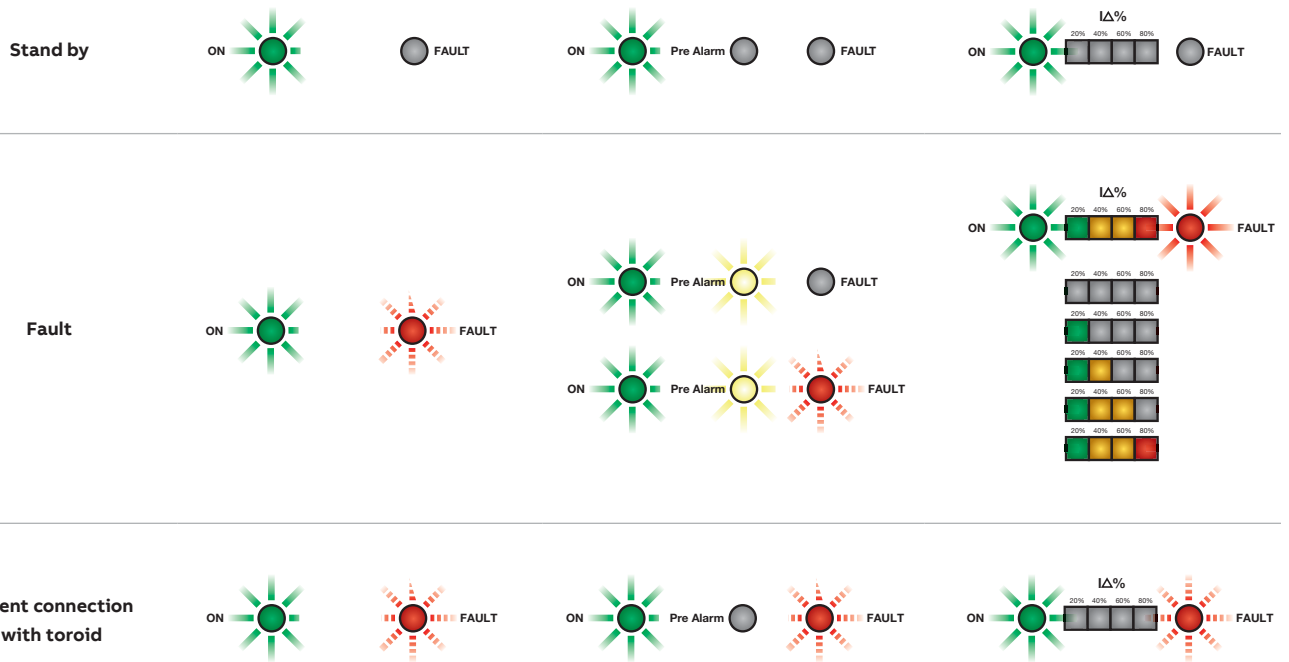 Stand by
ON
FAULT
ON
Pre Alarm
FAULT
ON
I∆%
20% 40% 60% 80%
FAULT
Fault
ON
FAULT
ON
Pre Alarm
FAULT
ON
Pre Alarm
FAULT
I∆%
20% 40% 60% 80%
ON
FAULT
20% 40% 60% 80%
20% 40% 60% 80%
20% 40% 60% 80%
20% 40% 60% 80%
20% 40% 60% 80%
ent connection
with toroid
ON
FAULT
ON
Pre Alarm
FAULT
ON
I∆%
20% 40% 60% 80%
FAULT